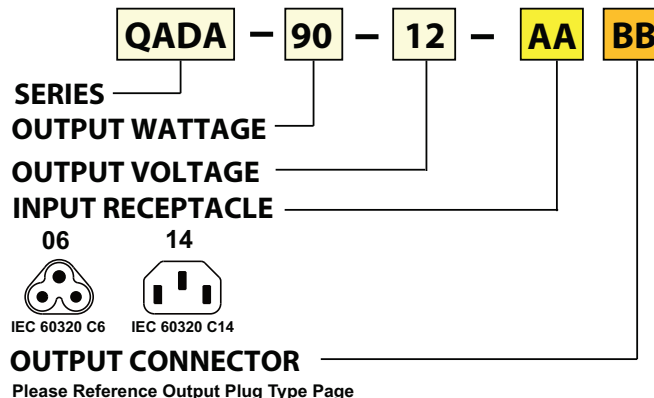 QADA - 90 - 12 - AA BB
SERIES
OUTPUT WATTAGE
OUTPUT VOLTAGE
INPUT RECEPTACLE
06 14
IEC 60320 C6 IEC 60320 C14
OUTPUT CONNECTOR
Please Reference Output Plug Type Page